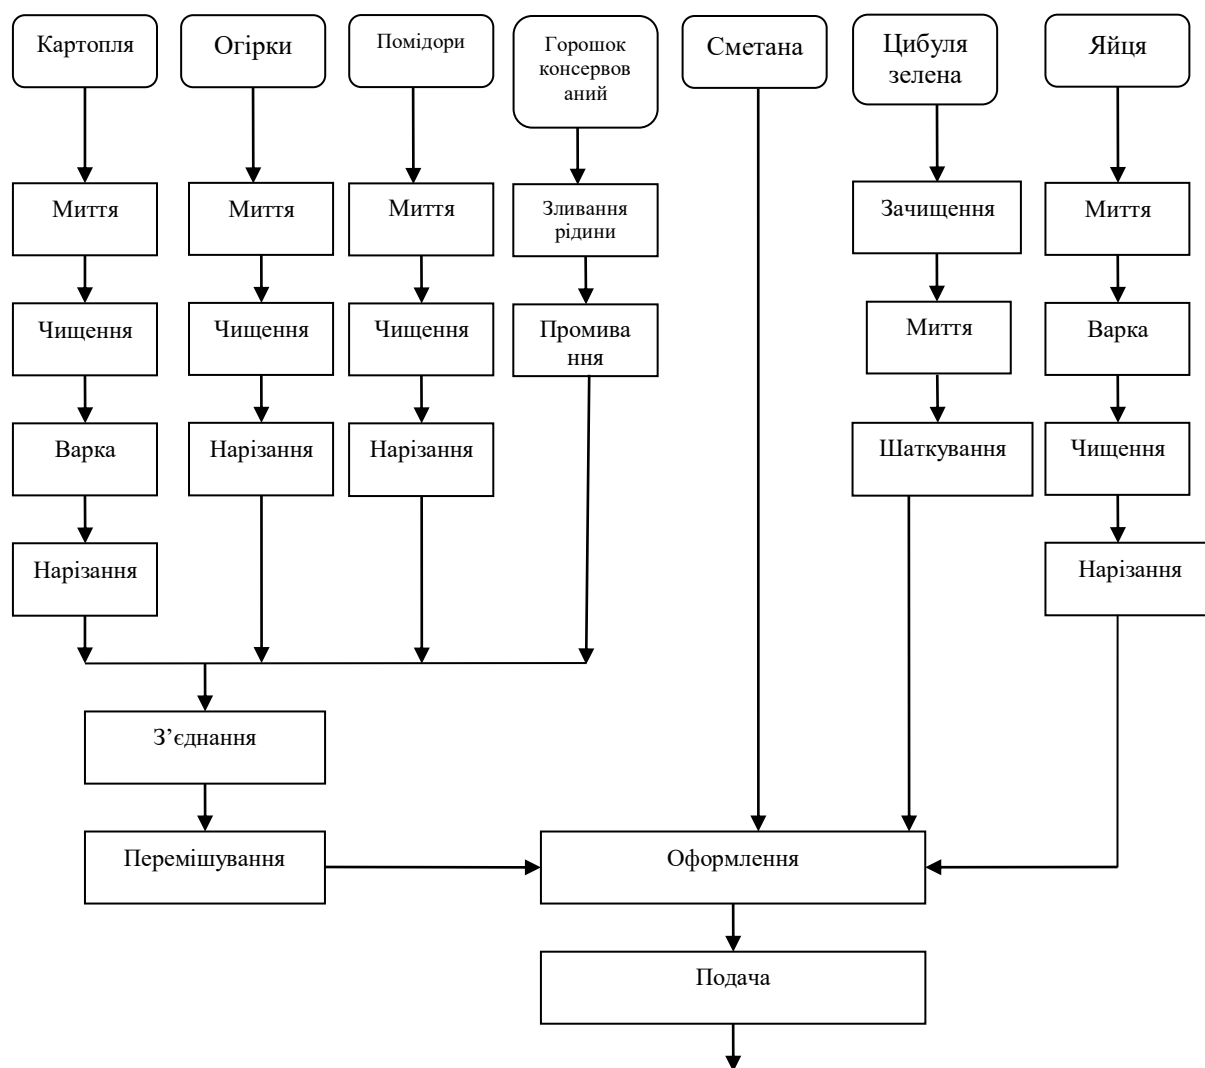 Картопля
Огірки
Помідори
Горошок
консервов
аний
Сметана
Цибуля
зелена
Яйця
Миття
Миття
Миття
Зливання
рідини
Зачищення
Миття
Чищення
Чищення
Чищення
Промива
ння
Миття
Варка
Варка
Нарізання
Нарізання
Шаткування
Чищення
Нарізання
Нарізання
З’єднання
Перемішування
Оформлення
Подача